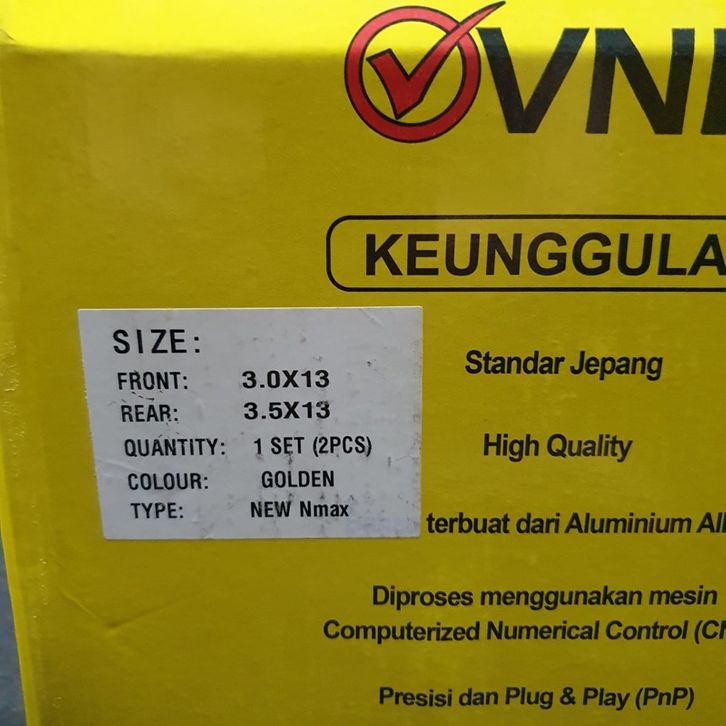 VN
KEUNGGULA
SIZE:
FRONT: 3.0X13
REAR: 3.5X13
QUANTITY: 1 SET (2PCS)
COLOUR: GOLDEN
TYPE: NEW Nmax
Standar Jepang
High Quality
terbuat dari Aluminium All
Diproses menggunakan mesin
Computerized Numerical Control (CN
Presisi dan Plug & Play (PnP)